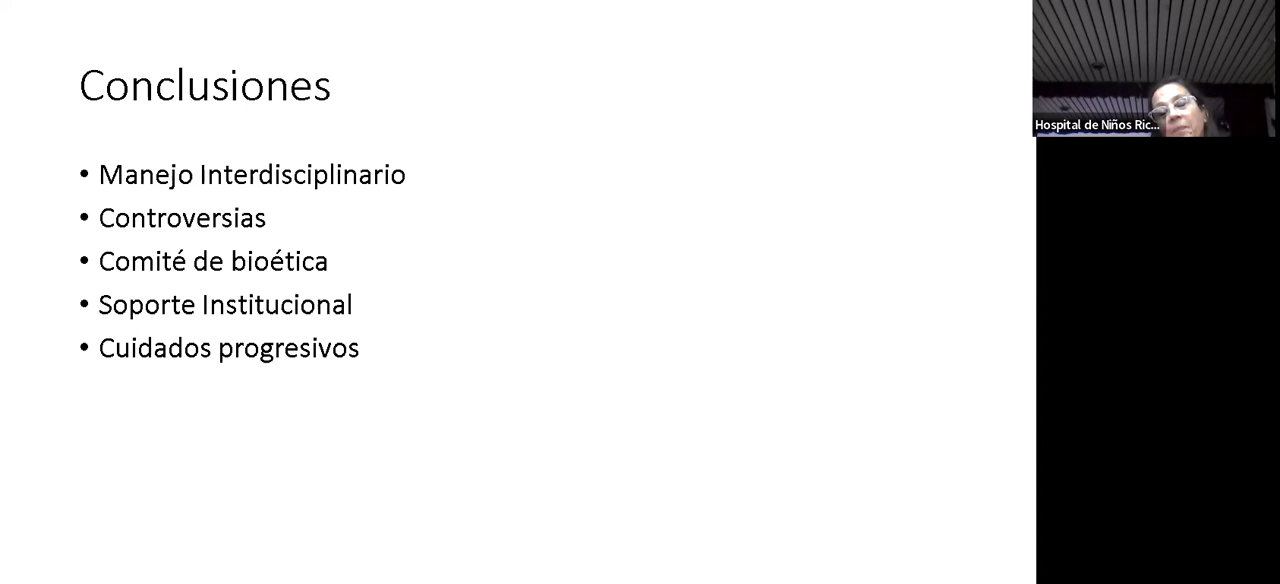 Conclusiones
• Manejo Interdisciplinario
• Controversias
• Comité de bioética
• Soporte Institucional
• Cuidados progresivos
Hospital de Niños Ric...